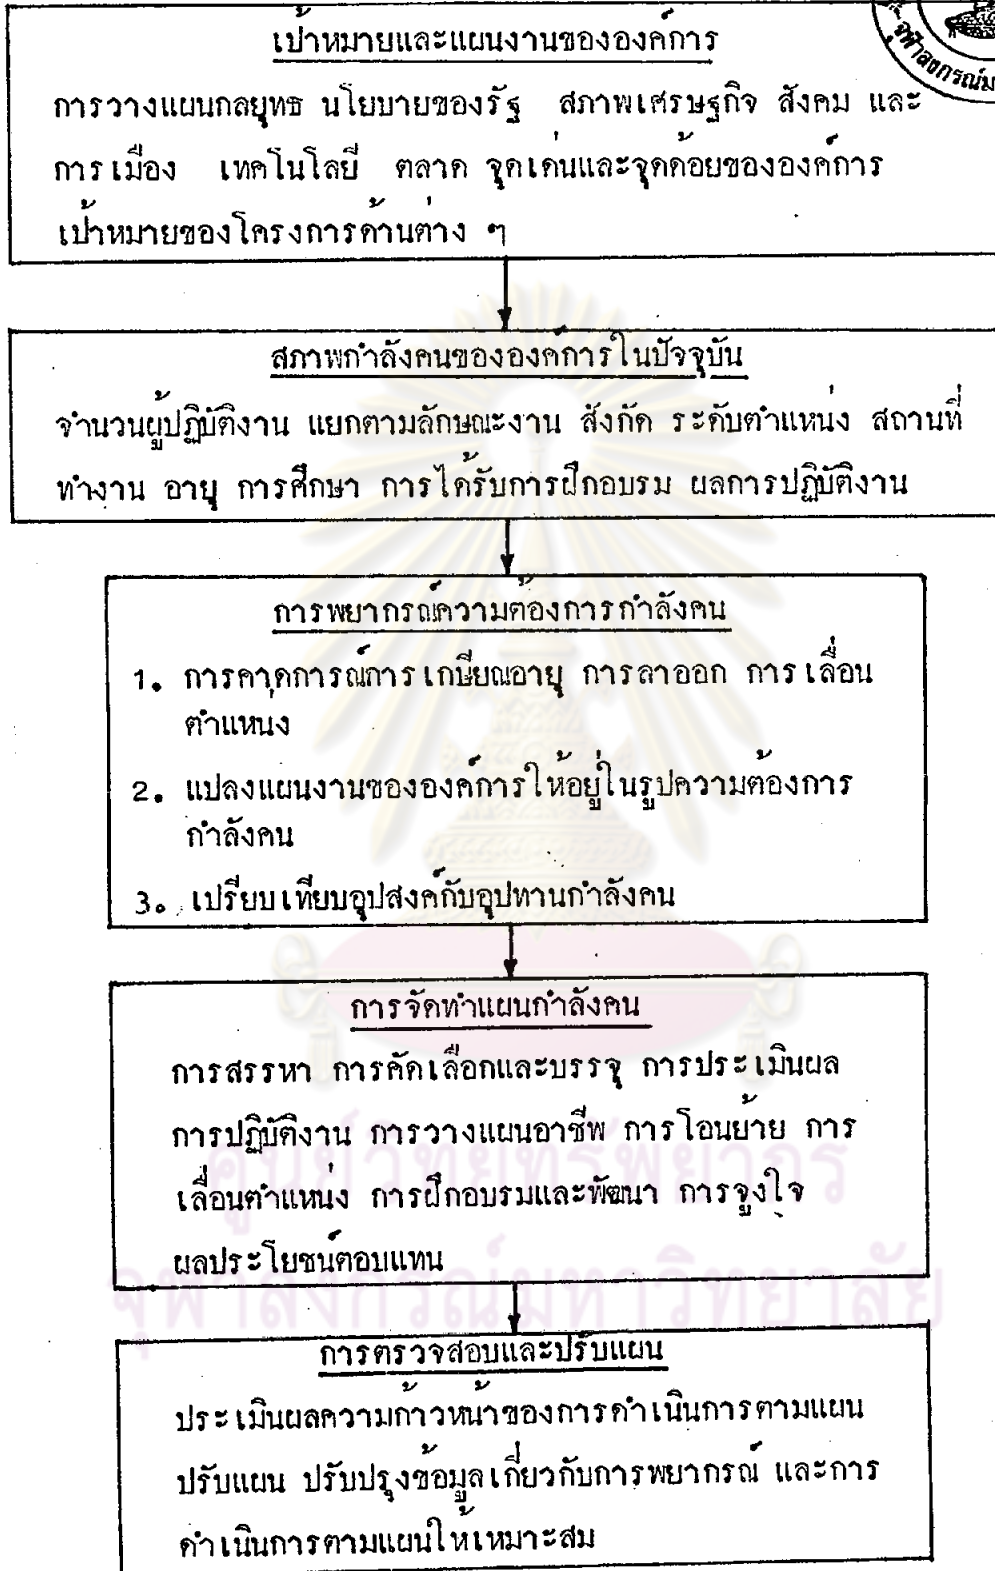 เป้าหมายและแผนงานขององค์การ
การวางแผนกลยุทธ นโยบายของรัฐ สภาพเศรษฐกิจ สังคม และ
การเมือง เทคโนโลยี ตลาด จุดเด่นและจุดด้อยขององค์การ
เป้าหมายของโครงการด้านต่าง ๆ
สภาพกำลังคนขององค์การในปัจจุบัน
จำนวนผู้ปฏิบัติงาน แยกตามลักษณะงาน สังกัด ระดับตำแหน่ง สถานที่
ทำงาน อายุ การศึกษา การได้รับการฝึกอบรม ผลการปฏิบัติงาน
การพยากรณ์ความต้องการกำลังคน
1. การคาดการณ์การเกษียณอายุ การลาออก การเลื่อน
ตำแหน่ง
2. แปลงแผนงานขององค์การให้อยู่ในรูปความต้องการ
กำลังคน
3. เปรียบเทียบอุปสงค์กับอุปทานกำลังคน
การจัดทำแผนกำลังคน
การสรรหา การคัดเลือกและบรรจุ การประเมินผล
การปฏิบัติงาน การวางแผนอาชีพ การโอนย้าย การ
เลื่อนตำแหน่ง การฝึกอบรมและพัฒนา การจูงใจ
ผลประโยชน์ตอบแทน
การตรวจสอบและปรับแผน
ประเมินผลความก้าวหน้าของการดำเนินการตามแผน
ปรับแผน ปรับปรุงข้อมูลเกี่ยวกับการพยากรณ์ และการ
ดำเนินการตามแผนให้เหมาะสม
ศูนย์วิทยทรัพยากร
จุฬาลงกรณ์มหาวิทยาลัย